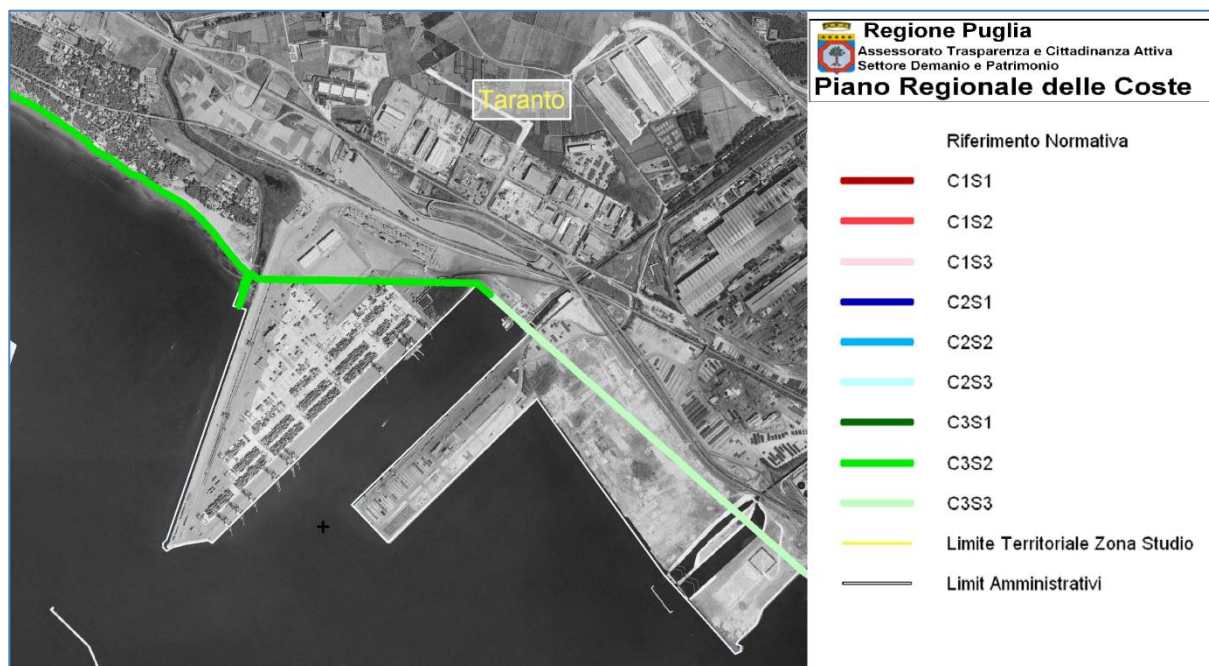 Taranto
Regione Puglia
Assessorato Trasparenza e Cittadinanza Attiva
Settore Demanio e Patrimonio
Piano Regionale delle Coste
Riferimento Normativa
C1S1
C1S2
C1S3
C2S1
C2S2
C2S3
C3S1
C3S2
C3S3
Limite Territoriale Zona Studio
Limit Amministrativi